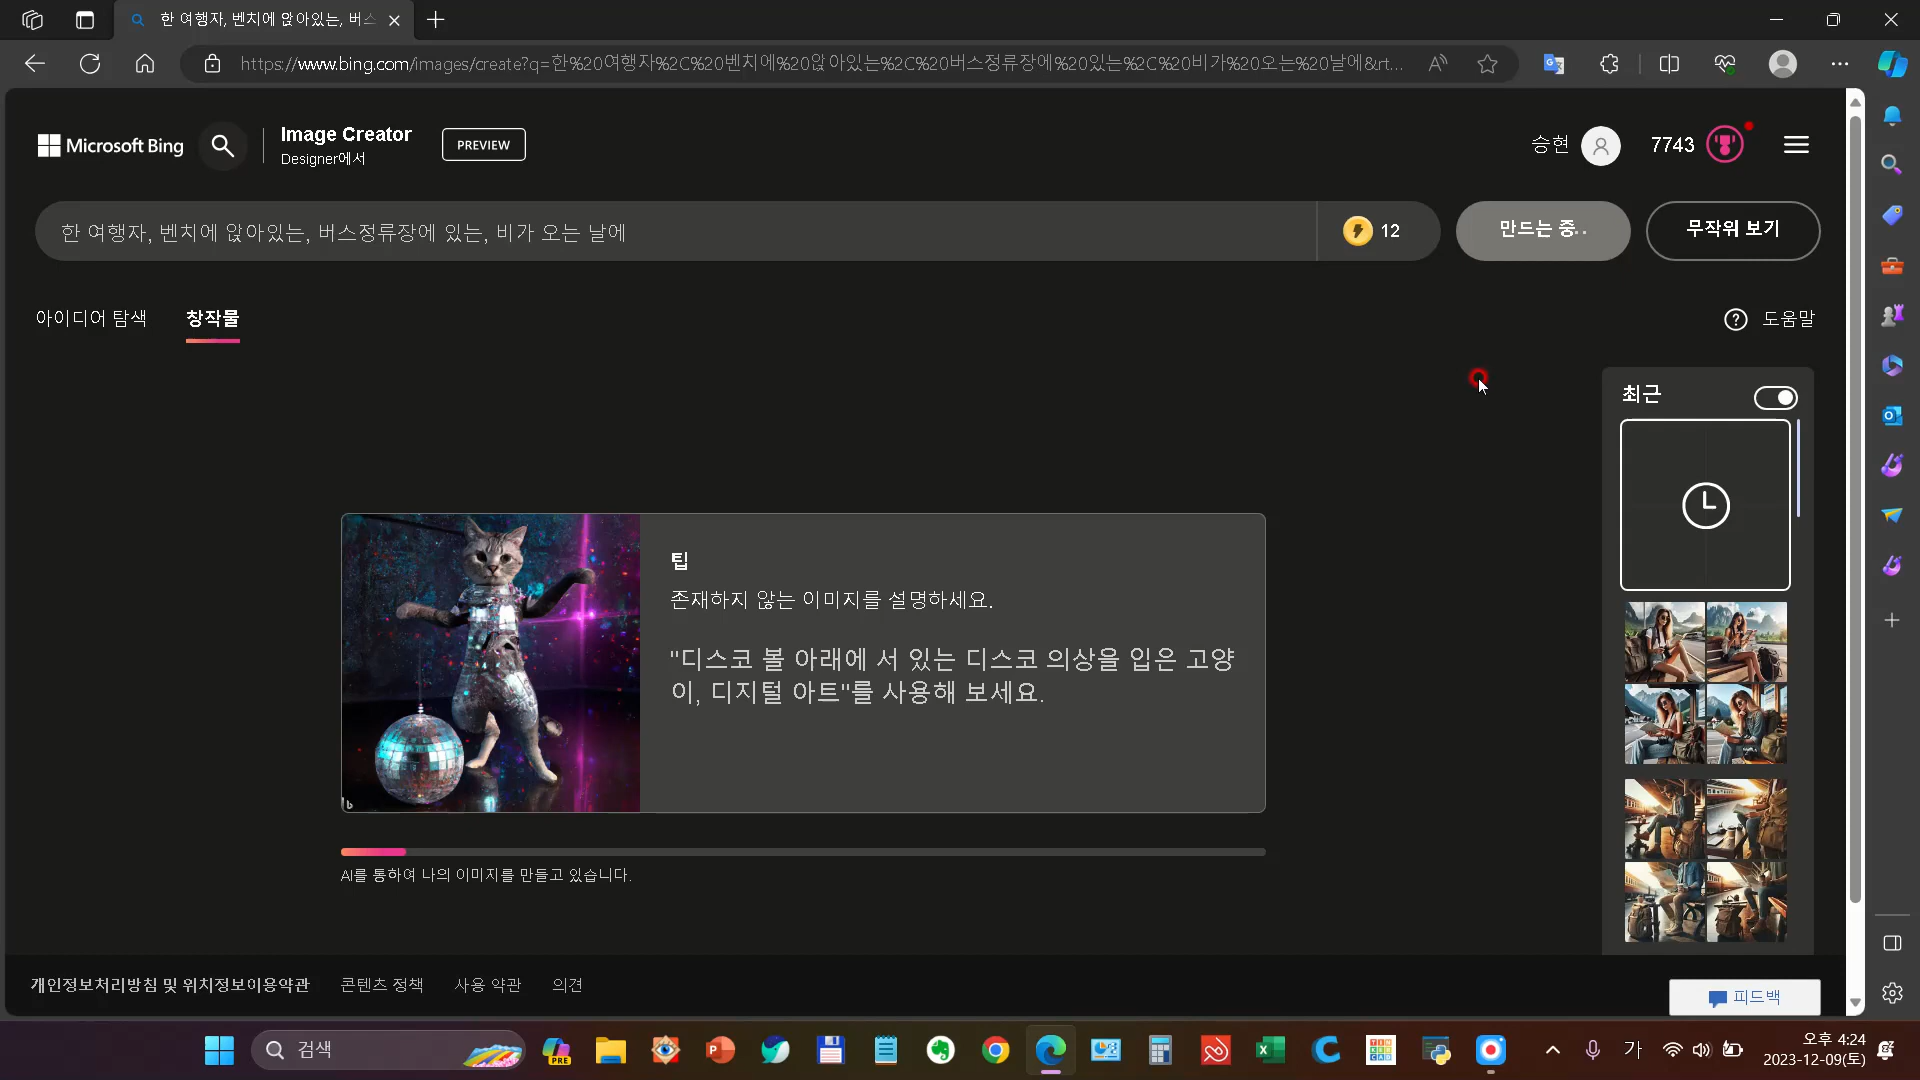 한 여행자, 벤치에 앉아있는, 버스
https://www.bing.com/images/create?q=한%20여행자%2C%20벤치에%20앉아있는%2C%20버스정류장에%20있는%2C%20비가%20오는%20날에&rt...
Microsoft Bing
Image Creator
Designer에서
PREVIEW
승현
7743
한 여행자, 벤치에 앉아있는, 버스정류장에 있는, 비가 오는 날에
12
만드는 중..
무작위 보기
아이디어 탐색
창작물
도움말
최근
팁
존재하지 않는 이미지를 설명하세요.
"디스코 볼 아래에 서 있는 디스코 의상을 입은 고양
이, 디지털 아트"를 사용해 보세요.
AI를 통하여 나의 이미지를 만들고 있습니다.
개인정보처리방침 및 위치정보이용약관
콘텐츠 정책
사용 약관
의견
피드백
검색
PRE
가
오후 4:24
2023-12-09(토)